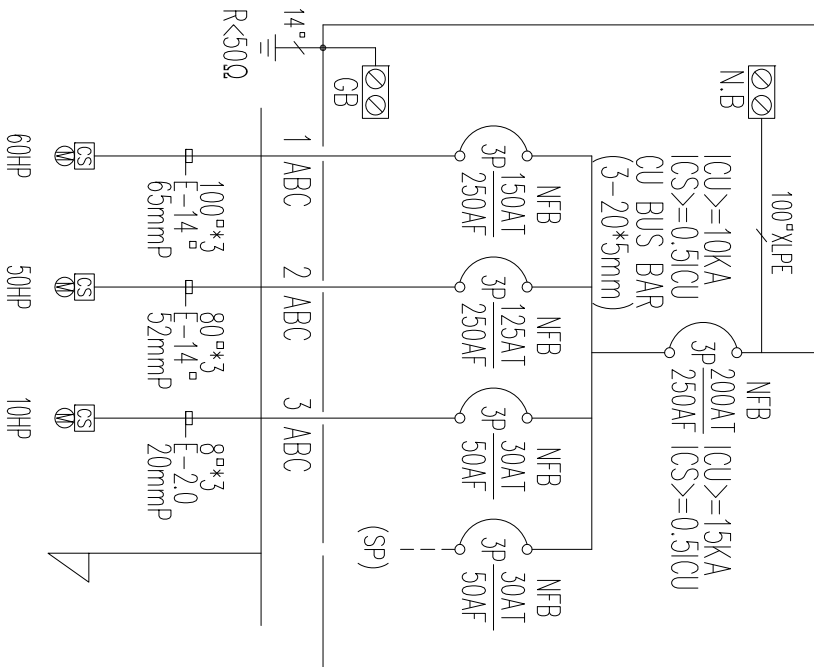 N.B
100□XLPE
NFB
3P 200AT
250AF
ICU>=15KA
ICS>=0.5ICU
ICU>=10KA
ICS>=0.5ICU
CU BUS BAR
(3-20*5mm)
GB
14□
R<50Ω
NFB
3P 150AT
250AF
NFB
3P 125AT
250AF
NFB
3P 30AT
50AF
NFB
3P 30AT
50AF
(SP)
1 ABC
2 ABC
3 ABC
100□*3
E-14□
65mmP
80□*3
E-14□
52mmP
8□*3
E-2.0
20mmP
CS
M
60HP
CS
M
50HP
CS
M
10HP